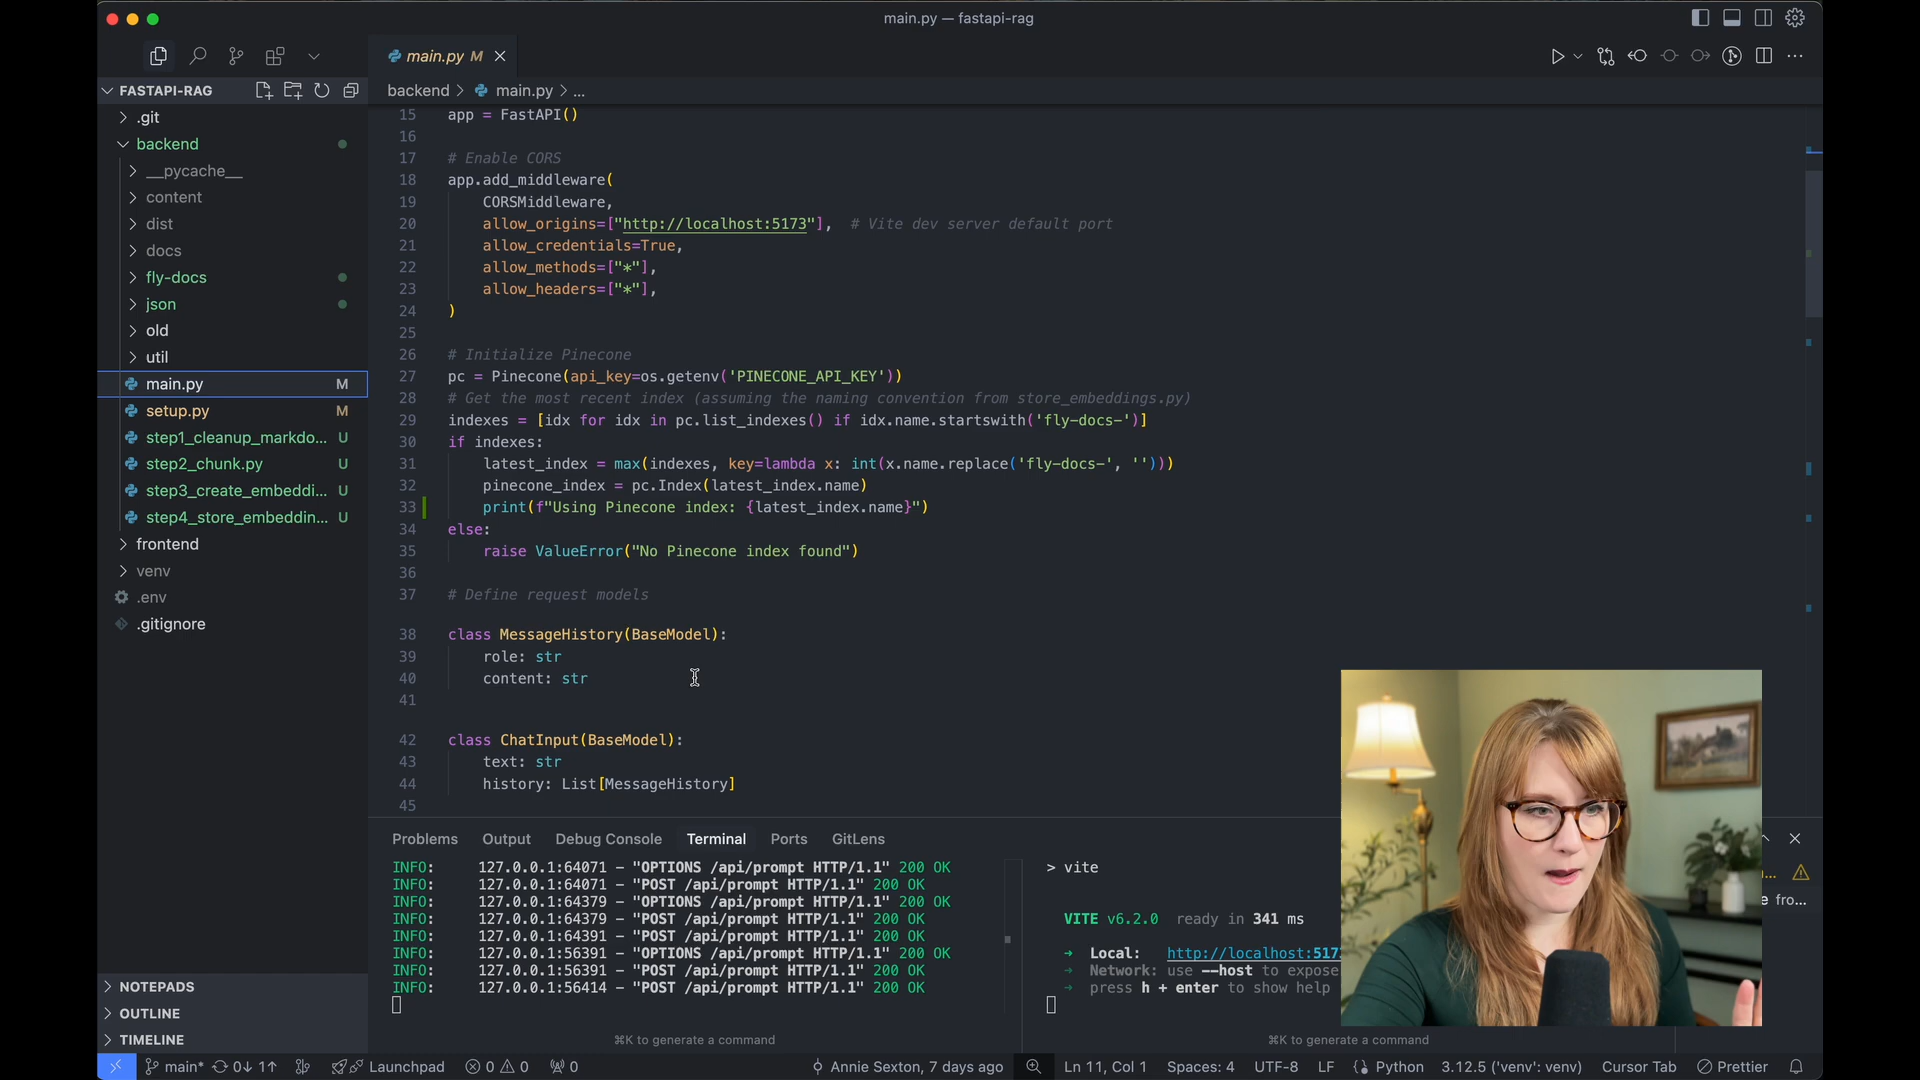 main.py — fastapi-rag
main.py M
FASTAPI-RAG
backend > main.py > ...
.git
backend
__pycache__
content
dist
docs
fly-docs
json
old
util
main.py M
setup.py M
step1_cleanup_markdo... U
step2_chunk.py U
step3_create_embeddi... U
step4_store_embeddin... U
frontend
venv
.env
.gitignore
NOTEPADS
OUTLINE
TIMELINE
15 app = FastAPI()
16
17 # Enable CORS
18 app.add_middleware(
19 CORSMiddleware,
20 allow_origins=["http://localhost:5173"], # Vite dev server default port
21 allow_credentials=True,
22 allow_methods=["*"],
23 allow_headers=["*"],
24 )
25
26 # Initialize Pinecone
27 pc = Pinecone(api_key=os.getenv('PINECONE_API_KEY'))
28 # Get the most recent index (assuming the naming convention from store_embeddings.py)
29 indexes = [idx for idx in pc.list_indexes() if idx.name.startswith('fly-docs-')]
30 if indexes:
31 latest_index = max(indexes, key=lambda x: int(x.name.replace('fly-docs-', '')))
32 pinecone_index = pc.Index(latest_index.name)
33 print(f"Using Pinecone index: {latest_index.name}")
34 else:
35 raise ValueError("No Pinecone index found")
36
37 # Define request models
38 class MessageHistory(BaseModel):
39 role: str
40 content: str
41
42 class ChatInput(BaseModel):
43 text: str
44 history: List[MessageHistory]
45
Problems Output Debug Console Terminal Ports GitLens
INFO: 127.0.0.1:64071 – "OPTIONS /api/prompt HTTP/1.1" 200 OK
INFO: 127.0.0.1:64071 – "POST /api/prompt HTTP/1.1" 200 OK
INFO: 127.0.0.1:64379 – "OPTIONS /api/prompt HTTP/1.1" 200 OK
INFO: 127.0.0.1:64379 – "POST /api/prompt HTTP/1.1" 200 OK
INFO: 127.0.0.1:64391 – "POST /api/prompt HTTP/1.1" 200 OK
INFO: 127.0.0.1:56391 – "OPTIONS /api/prompt HTTP/1.1" 200 OK
INFO: 127.0.0.1:56391 – "POST /api/prompt HTTP/1.1" 200 OK
INFO: 127.0.0.1:56414 – "POST /api/prompt HTTP/1.1" 200 OK
⌘K to generate a command
> vite
VITE v6.2.0 ready in 341 ms
➜ Local: http://localhost:517
➜ Network: use --host to expose
➜ press h + enter to show help
⌘K to generate a command
...
fro...
main* 0↓ 1↑ Launchpad 0 0 0 Annie Sexton, 7 days ago Ln 11, Col 1 Spaces: 4 UTF-8 LF Python 3.12.5 ('venv': venv) Cursor Tab Prettier